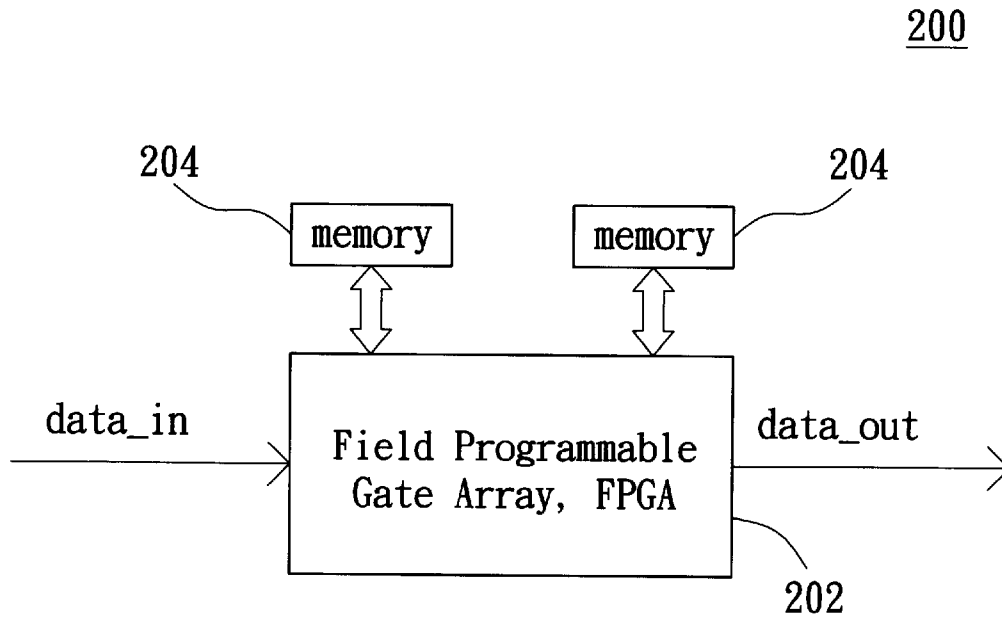 200
204
204
memory
memory
data_in
data_out
Field Programmable
Gate Array, FPGA
202